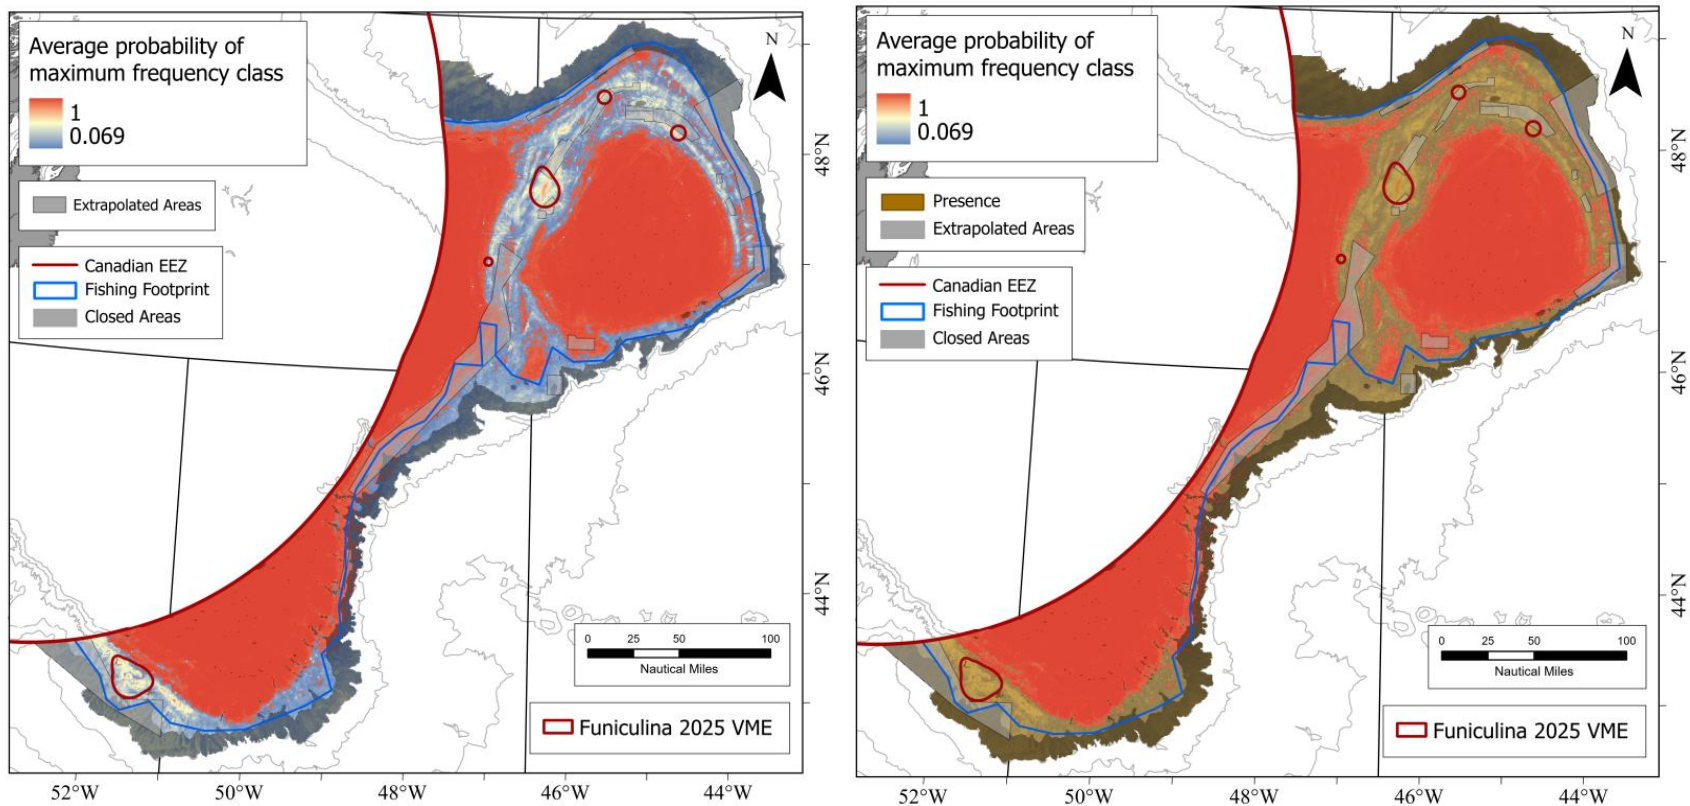 Average probability of
maximum frequency class
1
0.069
Extrapolated Areas
Canadian EEZ
Fishing Footprint
Closed Areas
N
48°N
46°N
44°N
0 25 50 100
Nautical Miles
Funiculina 2025 VME
52°W 50°W 48°W 46°W 44°W
Average probability of
maximum frequency class
1
0.069
Presence
Extrapolated Areas
Canadian EEZ
Fishing Footprint
Closed Areas
N
48°N
46°N
44°N
0 25 50 100
Nautical Miles
Funiculina 2025 VME
52°W 50°W 48°W 46°W 44°W